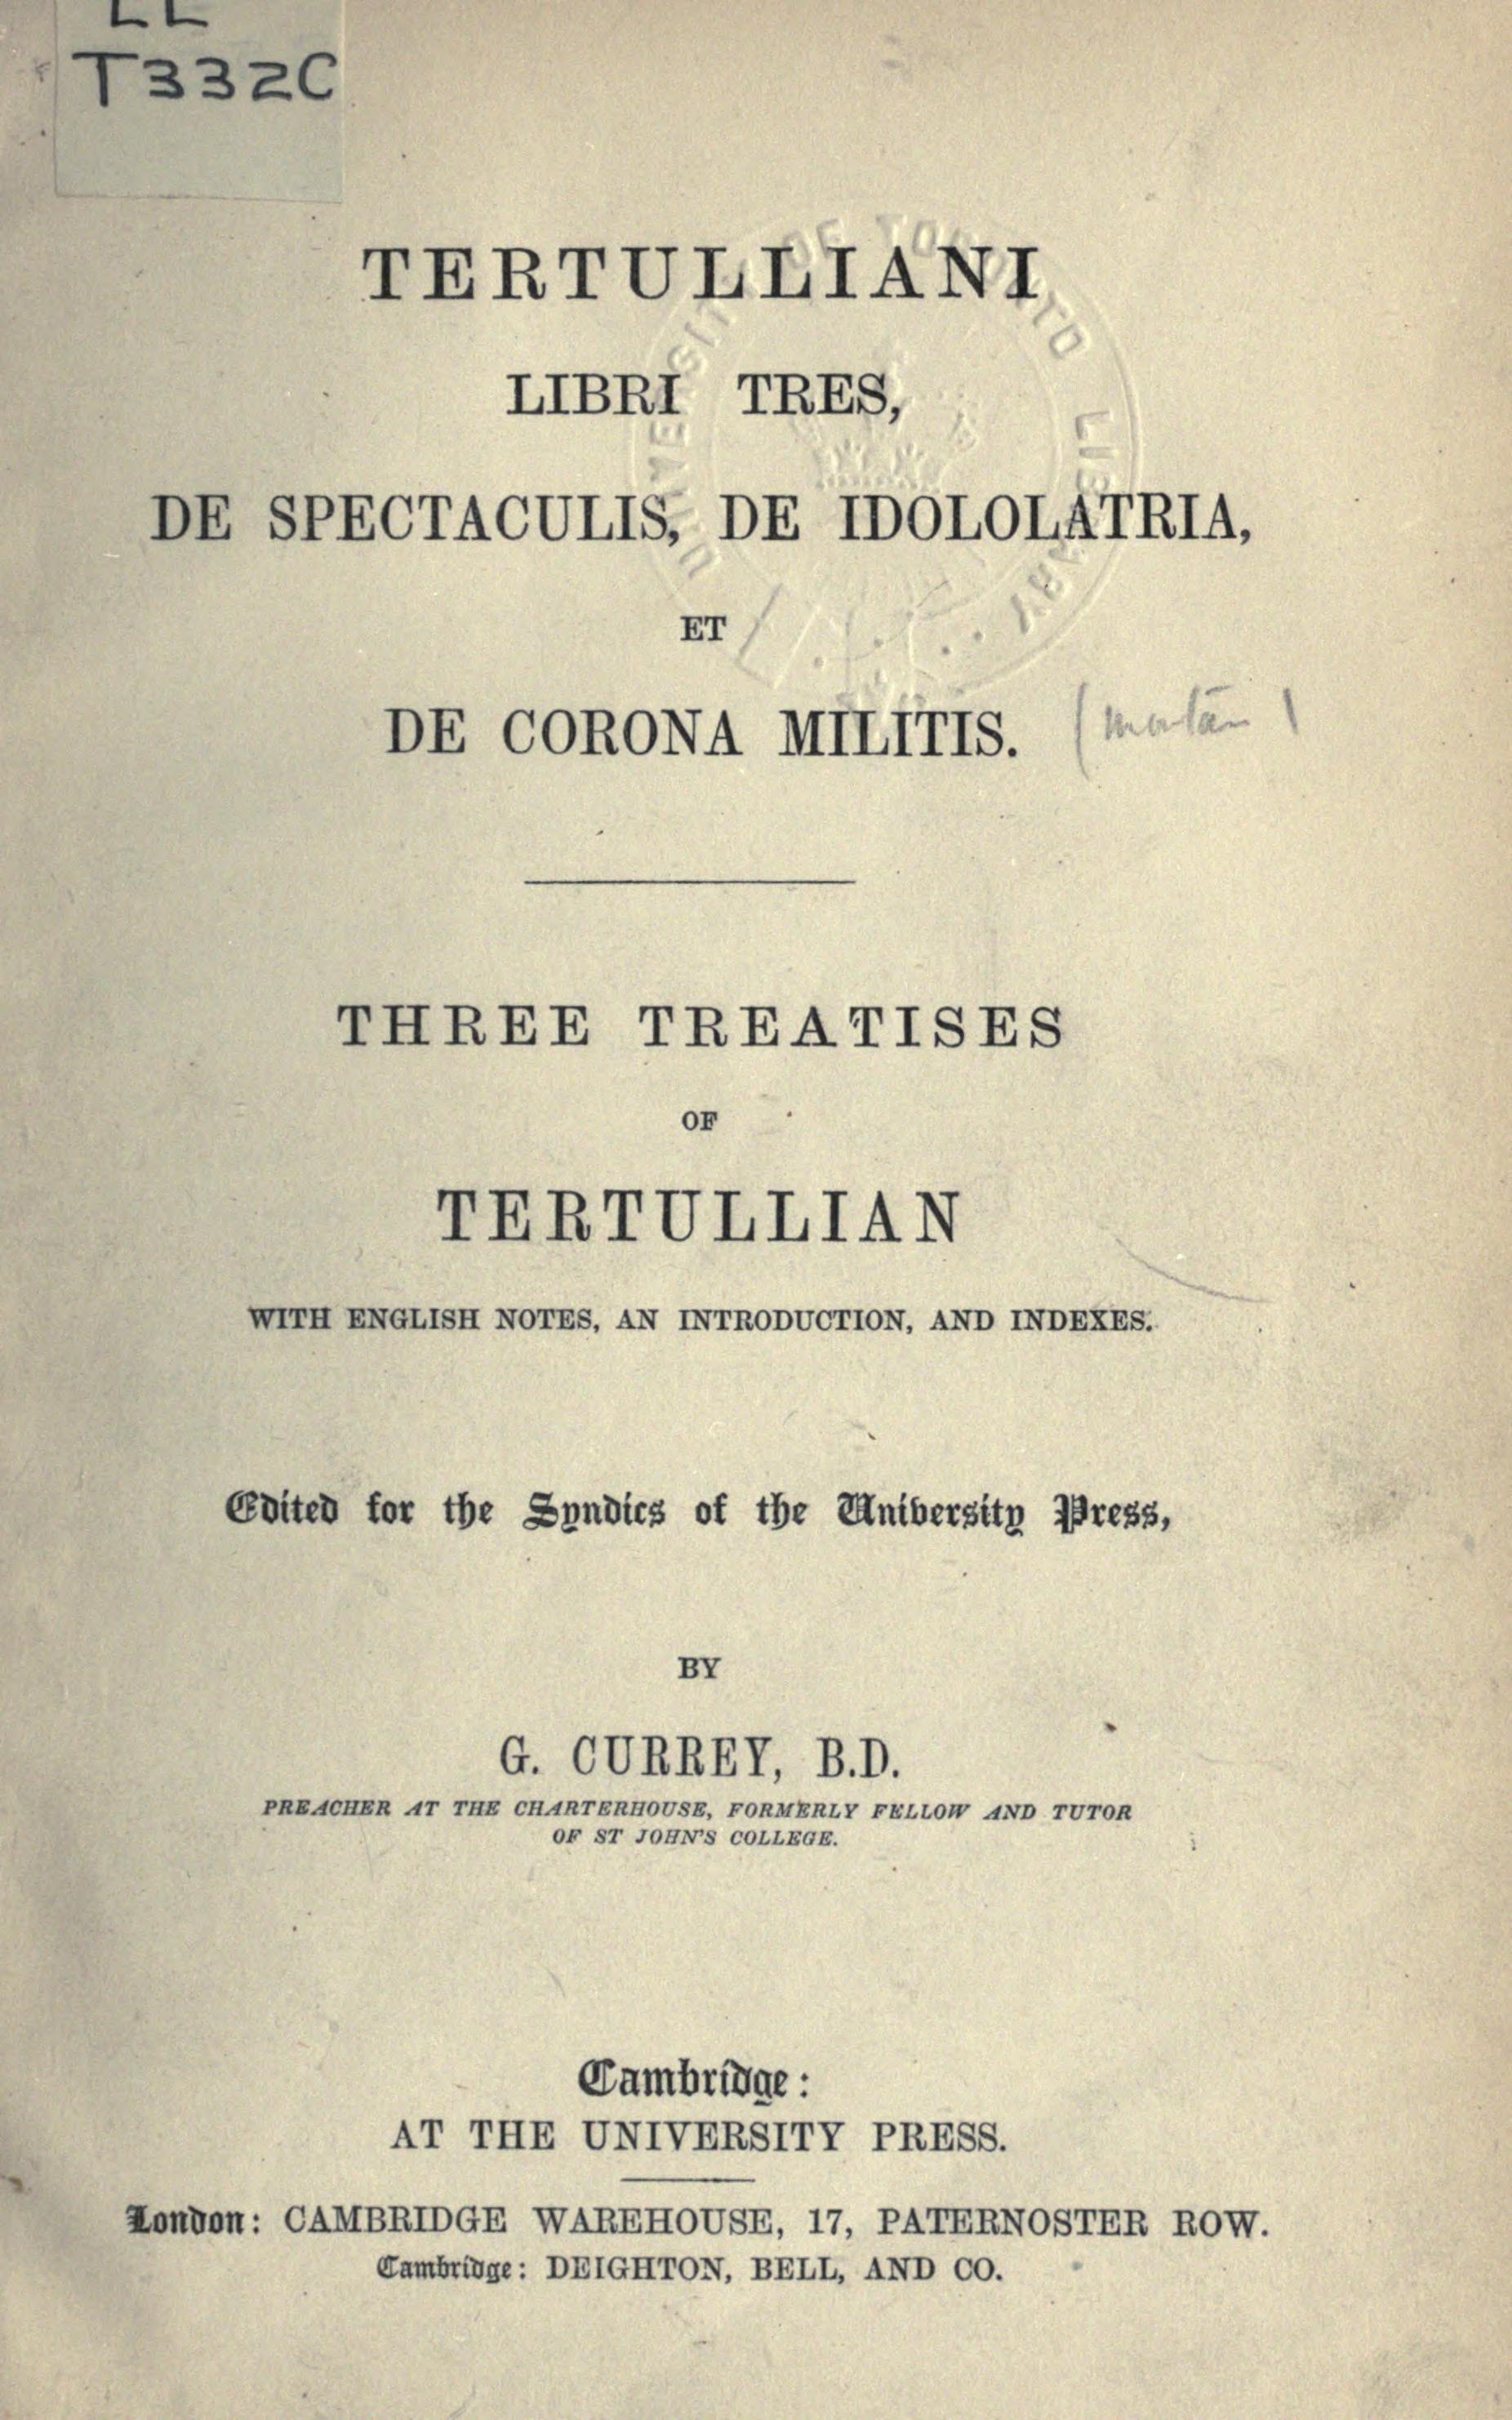 LL
T332C
TERTULLIANI
LIBRI TRES,
DE SPECTACULIS, DE IDOLOLATRIA,
ET
DE CORONA MILITIS.
THREE TREATISES
OF
TERTULLIAN
WITH ENGLISH NOTES, AN INTRODUCTION, AND INDEXES.
Edited for the Syndics of the University Press,
BY
G. CURREY, B.D.
PREACHER AT THE CHARTERHOUSE, FORMERLY FELLOW AND TUTOR
OF ST JOHN'S COLLEGE.
Cambridge:
AT THE UNIVERSITY PRESS.
London: CAMBRIDGE WAREHOUSE, 17, PATERNOSTER ROW.
Cambridge: DEIGHTON, BELL, AND CO.